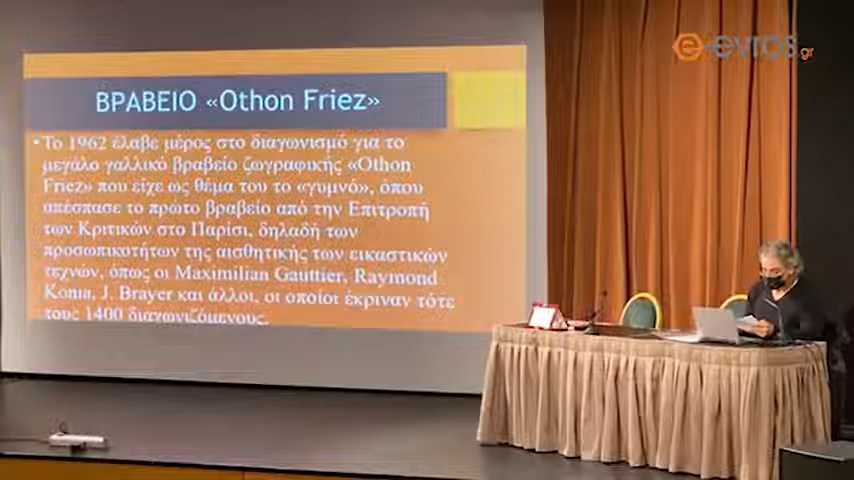 e-evros.gr
ΒΡΑΒΕΙΟ «Othon Friez»
• Το 1962 έλαβε μέρος στο διαγωνισμό για το
μεγάλο γαλλικό βραβείο ζωγραφικής «Othon
Friez» που είχε ως θέμα του το «γυμνό», όπου
απέσπασε το πρώτο βραβείο από την Επιτροπή
των Κριτικών στο Παρίσι, δηλαδή των
προσωπικοτήτων της αισθητικής των εικαστικών
τεχνών, όπως οι Maximilian Gauttier, Raymond
J. Brayer και άλλοι, οι οποίοι έκριναν τότε
τους 1400 διαγωνιζόμενους.